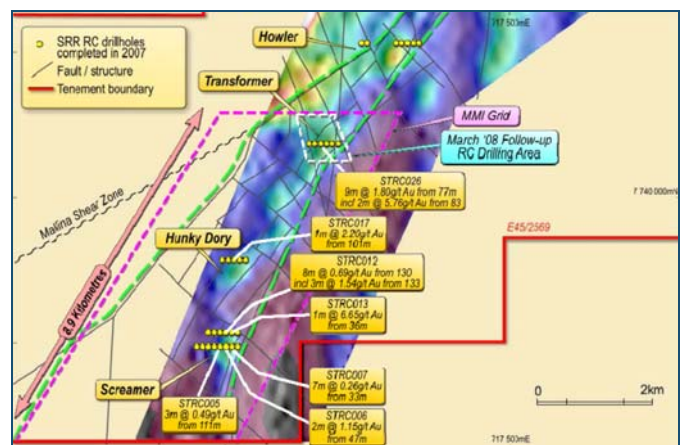 SRR RC drillholes
completed in 2007
Fault / structure
Tenement boundary
Howler
717 503mE
Transformer
MMI Grid
March '08 Follow-up
RC Drilling Area
Mallina Shear Zone
STRC026
9m @ 1.80g/t Au from 77m
incl 2m @ 5.76g/t Au from 83
7 740 000mN
E45/2569
STRC017
1m @ 2.20g/t Au
from 101m
Hunky Dory
STRC012
8m @ 0.69g/t Au from 130
incl 3m @ 1.54g/t Au from 133
8.9 Kilometres
STRC013
1m @ 6.65g/t Au
from 36m
Screamer
STRC007
7m @ 0.26g/t Au
from 33m
STRC005
3m @ 0.49g/t Au
from 111m
STRC006
2m @ 1.15g/t Au
from 47m
0 2km
717 503mE